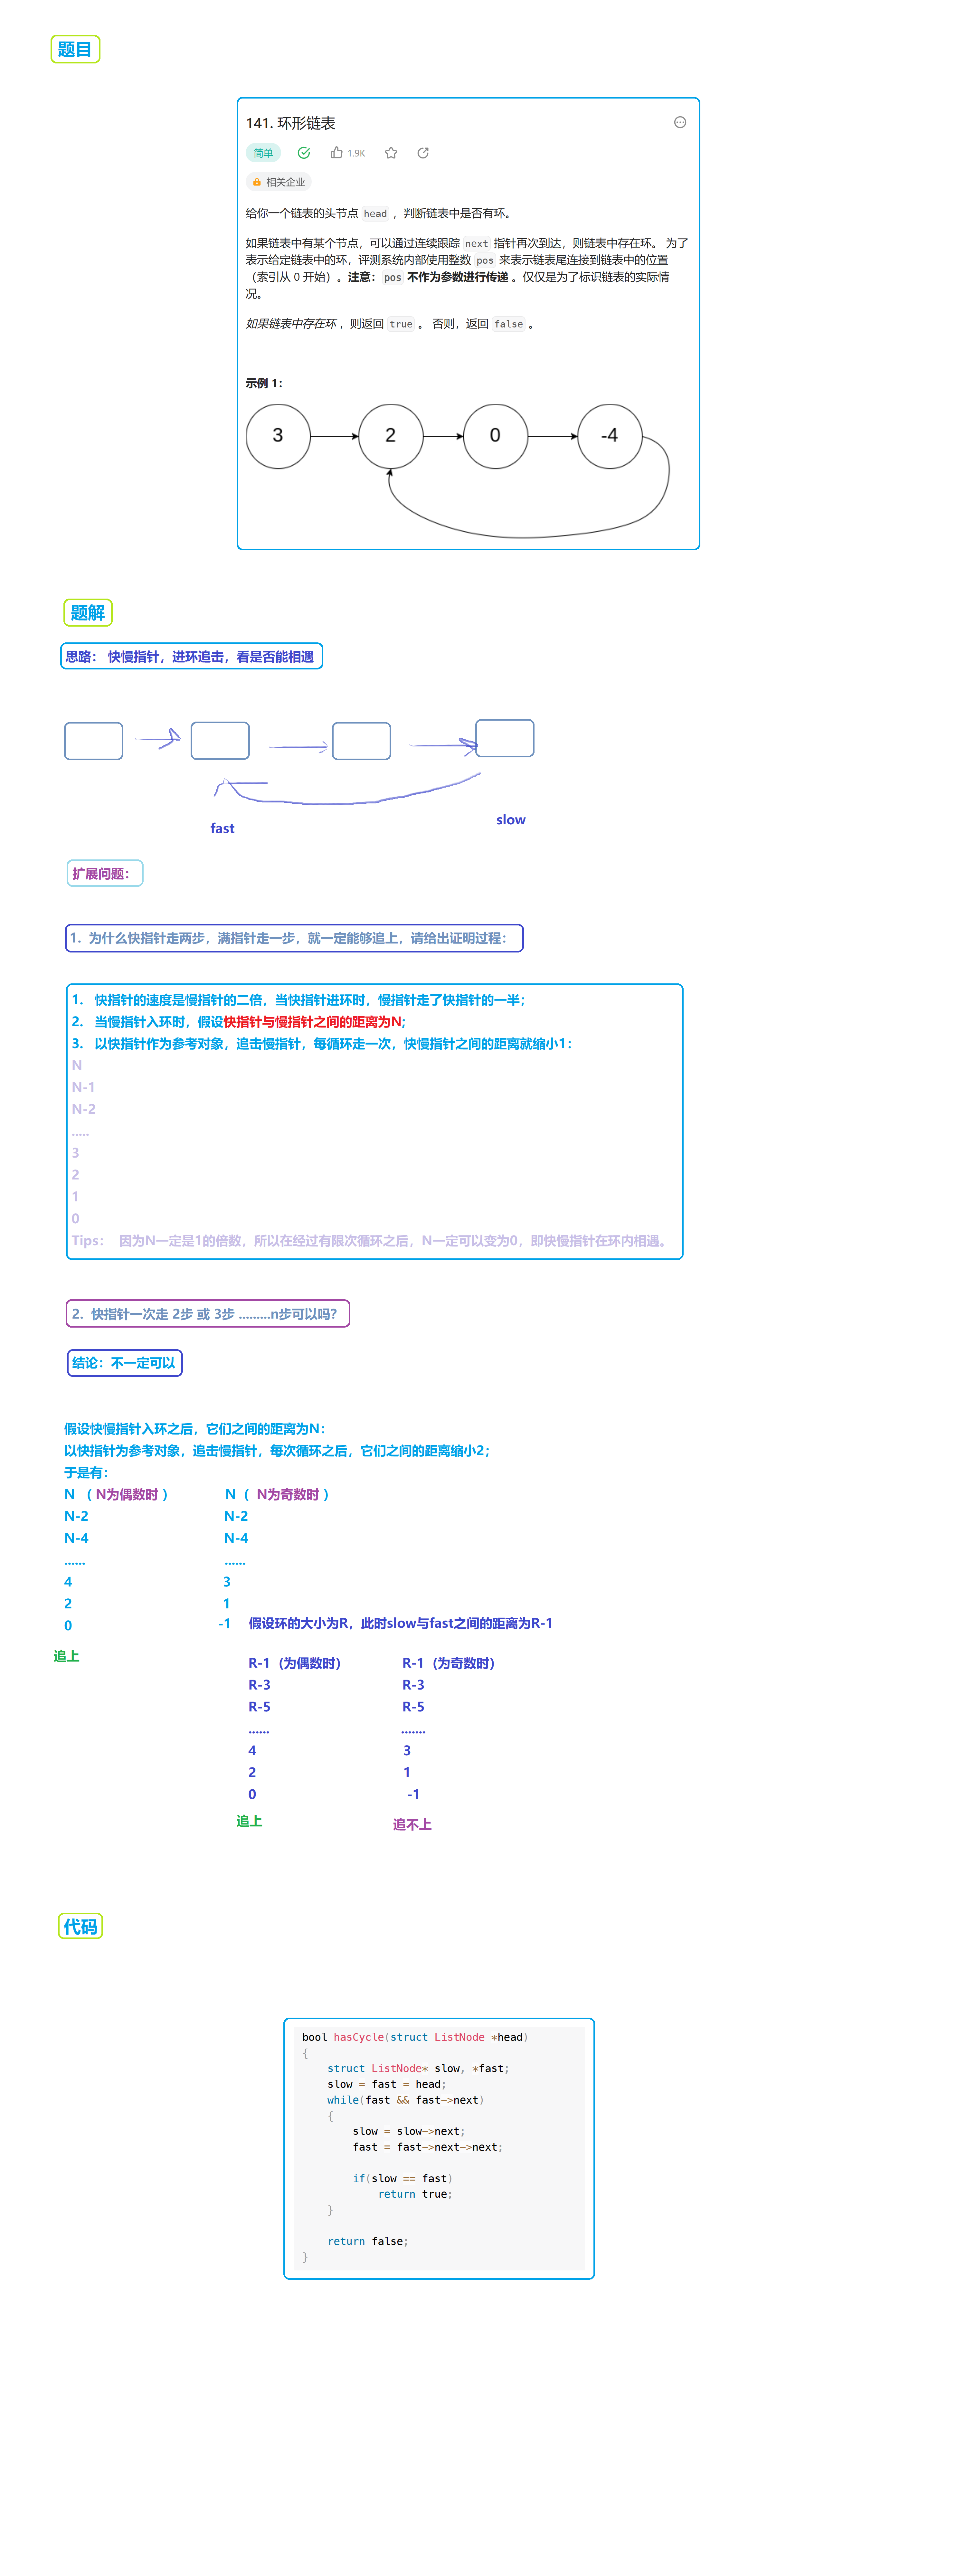 题目
141. 环形链表
简单 1.9K
相关企业
给你一个链表的头节点 head ，判断链表中是否有环。
如果链表中有某个节点，可以通过连续跟踪 next 指针再次到达，则链表中存在环。 为了
表示给定链表中的环，评测系统内部使用整数 pos 来表示链表尾连接到链表中的位置
（索引从 0 开始）。注意：pos 不作为参数进行传递 。仅仅是为了标识链表的实际情
况。
如果链表中存在环 ，则返回 true 。 否则，返回 false 。
示例 1：
3 2 0 -4
题解
思路： 快慢指针，进环追击，看是否能相遇
fast slow
扩展问题：
1. 为什么快指针走两步，满指针走一步，就一定能够追上，请给出证明过程：
1. 快指针的速度是慢指针的二倍，当快指针进环时，慢指针走了快指针的一半；
2. 当慢指针入环时，假设快指针与慢指针之间的距离为N；
3. 以快指针作为参考对象，追击慢指针，每循环走一次，快慢指针之间的距离就缩小1：
N
N-1
N-2
.....
3
2
1
0
Tips： 因为N一定是1的倍数，所以在经过有限次循环之后，N一定可以变为0，即快慢指针在环内相遇。
2. 快指针一次走 2步 或 3步 .........n步可以吗？
结论：不一定可以
假设快慢指针入环之后，它们之间的距离为N：
以快指针为参考对象，追击慢指针，每次循环之后，它们之间的距离缩小2；
于是有：
N （ N为偶数时 ） N （ N为奇数时 ）
N-2 N-2
N-4 N-4
...... ......
4 3
2 1
0 -1 假设环的大小为R，此时slow与fast之间的距离为R-1
追上
R-1（为偶数时） R-1（为奇数时）
R-3 R-3
R-5 R-5
...... .......
4 3
2 1
0 -1
追上 追不上
代码
bool hasCycle(struct ListNode *head)
{
    struct ListNode* slow, *fast;
    slow = fast = head;
    while(fast && fast->next)
    {
        slow = slow->next;
        fast = fast->next->next;
        if(slow == fast)
            return true;
    }
    return false;
}